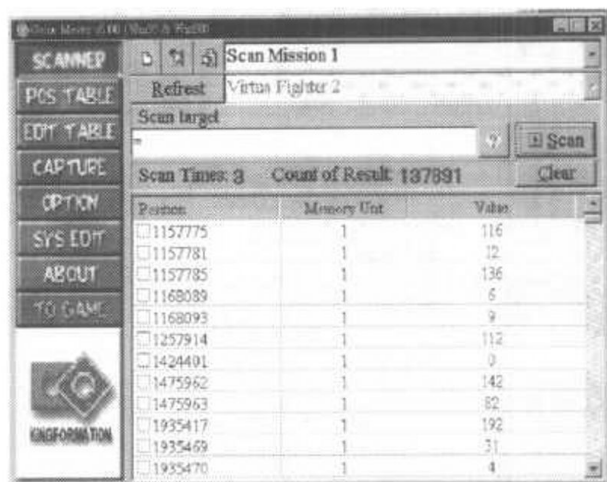 SCANNER
Scan Mission 1
POS TABLE
Refresh
Virtua Fighter 2
EDIT TABLE
Scan target
=
?
Scan
CAPTURE
Scan Times: 3 Count of Result: 137891
Clear
OPTION
Position Memory Unit Value
SYS EDIT
1157775 1 116
1157781 1 12
ABOUT
1157785 1 136
1168089 1 6
TO GAME
1168093 1 9
1257914 1 112
1424401 1 0
1475962 1 142
1475963 1 82
1935417 1 192
KINGFORMATION
1935469 1 31
1935470 1 4